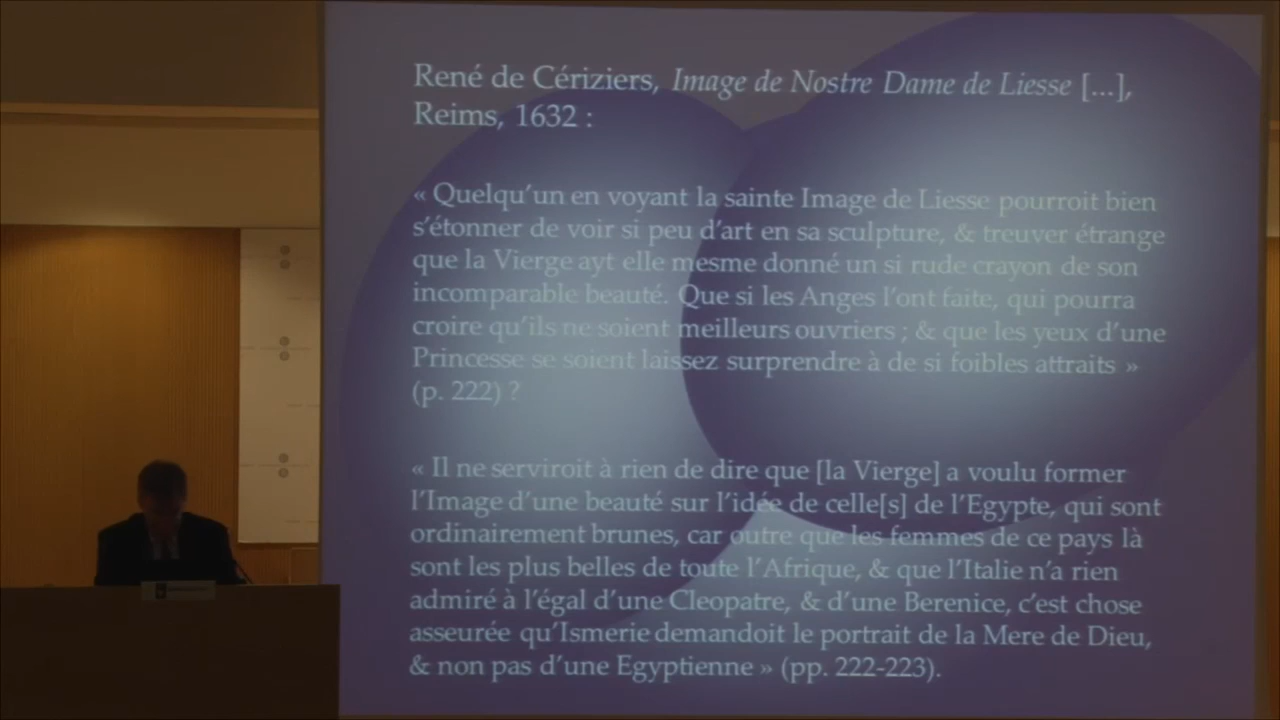 René de Cériziers, Image de Nostre Dame de Liesse [...],
Reims, 1632 :
« Quelqu'un en voyant la sainte Image de Liesse pourroit bien
s'étonner de voir si peu d'art en sa sculpture, & treuver étrange
que la Vierge ayt elle mesme donné un si rude crayon de son
incomparable beauté. Que si les Anges l'ont faite, qui pourra
croire qu'ils ne soient meilleurs ouvriers ; & que les yeux d'une
Princesse se soient laissez surprendre à de si foibles attraits »
(p. 222) ?
« Il ne serviroit à rien de dire que [la Vierge] a voulu former
l'Image d'une beauté sur l'idée de celle[s] de l'Egypte, qui sont
ordinairement brunes, car outre que les femmes de ce pays là
sont les plus belles de toute l'Afrique, & que l'Italie n'a rien
admiré à l'égal d'une Cleopatre, & d'une Berenice, c'est chose
asseurée qu'Ismerie demandoit le portrait de la Mere de Dieu,
& non pas d'une Egyptienne » (pp. 222-223).